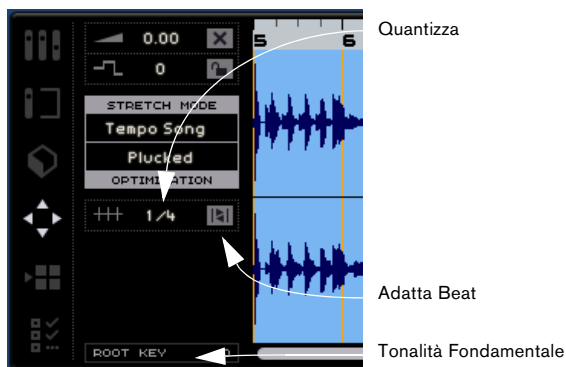 0.00
5
6
Quantizza
0
STRETCH MODE
Tempo Song
Plucked
1/4
Adatta Beat
ROOT KEY
Tonalità Fondamentale